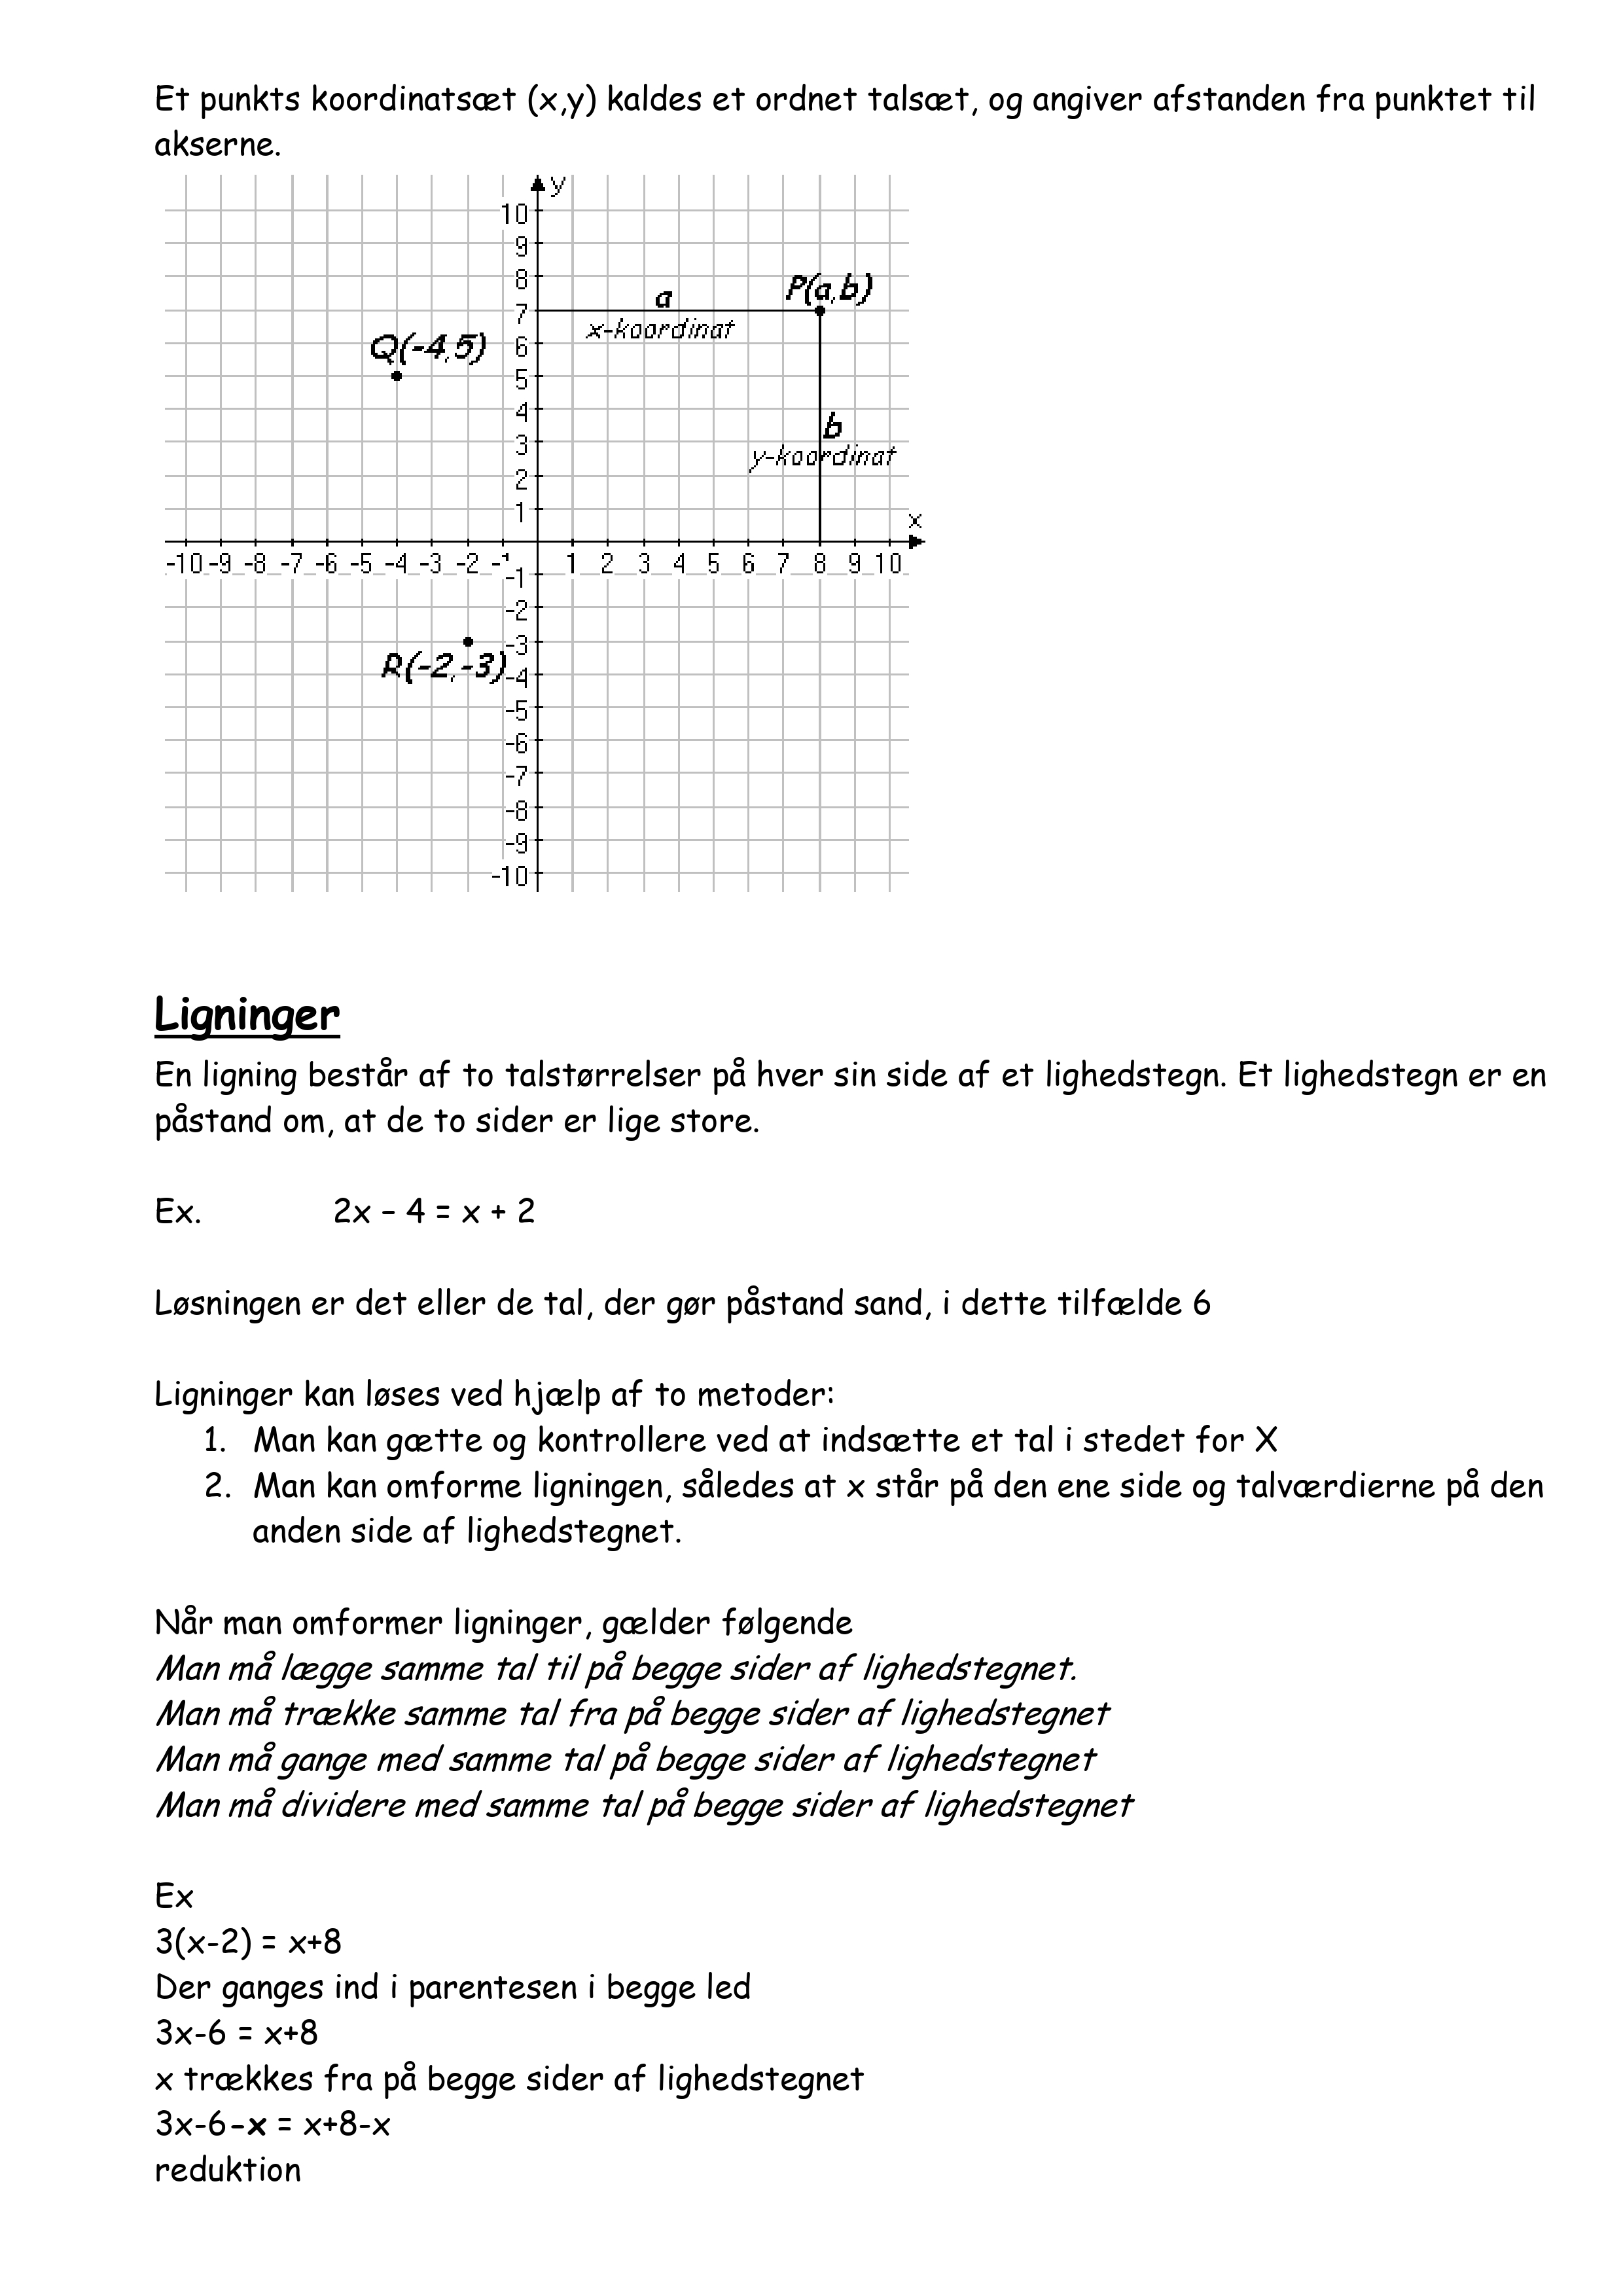 Et punkts koordinatsæt (x,y) kaldes et ordnet talsæt, og angiver afstanden fra punktet til
akserne.
y
10
9
8
P(a,b)
a
7
x-koordinat
Q(-4,5)
6
5
4
b
3
y-koordinat
2
1
x
-10 -9 -8 -7 -6 -5 -4 -3 -2 -1 1 2 3 4 5 6 7 8 9 10
-1
-2
-3
R(-2,-3)
-4
-5
-6
-7
-8
-9
-10
Ligninger
En ligning består af to talstørrelser på hver sin side af et lighedstegn. Et lighedstegn er en
påstand om, at de to sider er lige store.
Ex. 2x – 4 = x + 2
Løsningen er det eller de tal, der gør påstand sand, i dette tilfælde 6
Ligninger kan løses ved hjælp af to metoder:
1. Man kan gætte og kontrollere ved at indsætte et tal i stedet for X
2. Man kan omforme ligningen, således at x står på den ene side og talværdierne på den
anden side af lighedstegnet.
Når man omformer ligninger, gælder følgende
Man må lægge samme tal til på begge sider af lighedstegnet.
Man må trække samme tal fra på begge sider af lighedstegnet
Man må gange med samme tal på begge sider af lighedstegnet
Man må dividere med samme tal på begge sider af lighedstegnet
Ex
3(x-2) = x+8
Der ganges ind i parentesen i begge led
3x-6 = x+8
x trækkes fra på begge sider af lighedstegnet
3x-6-x = x+8-x
reduktion